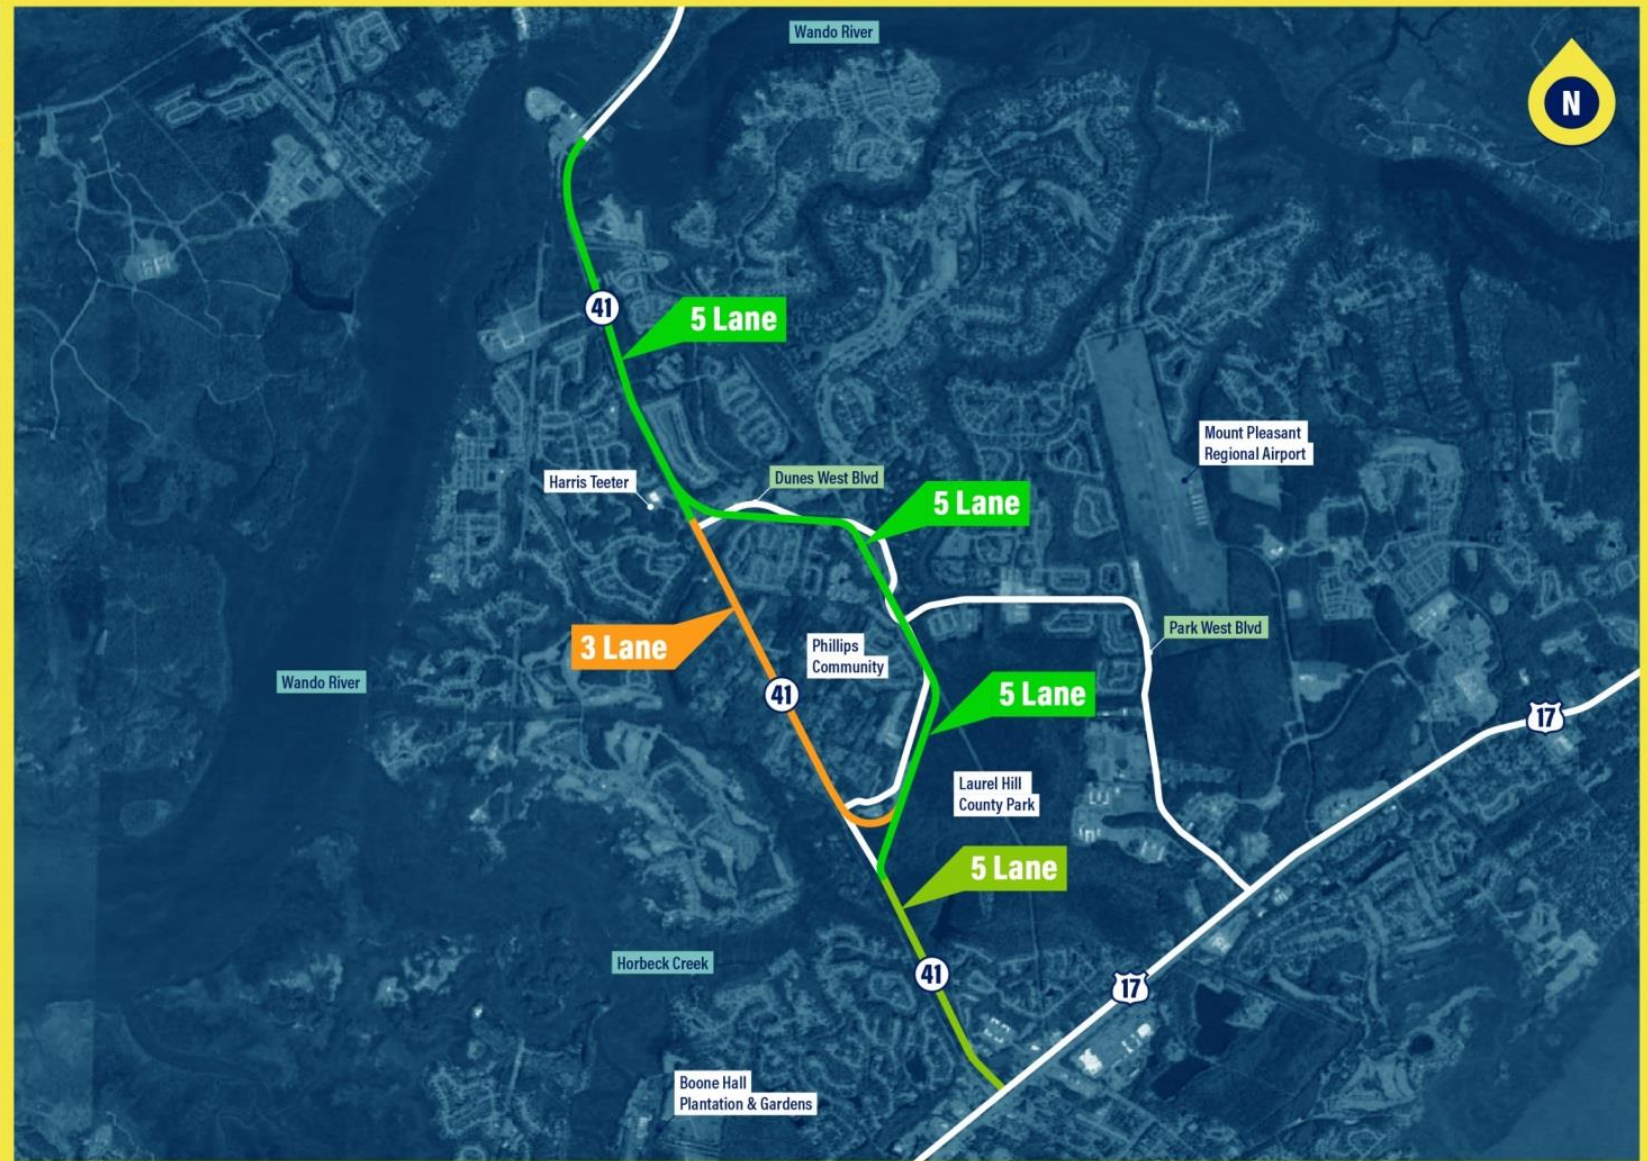 Wando River
N
41
5 Lane
Mount Pleasant
Regional Airport
Harris Teeter
Dunes West Blvd
5 Lane
3 Lane
Phillips
Community
Park West Blvd
Wando River
41
5 Lane
17
Laurel Hill
County Park
5 Lane
Horbeck Creek
41
17
Boone Hall
Plantation & Gardens